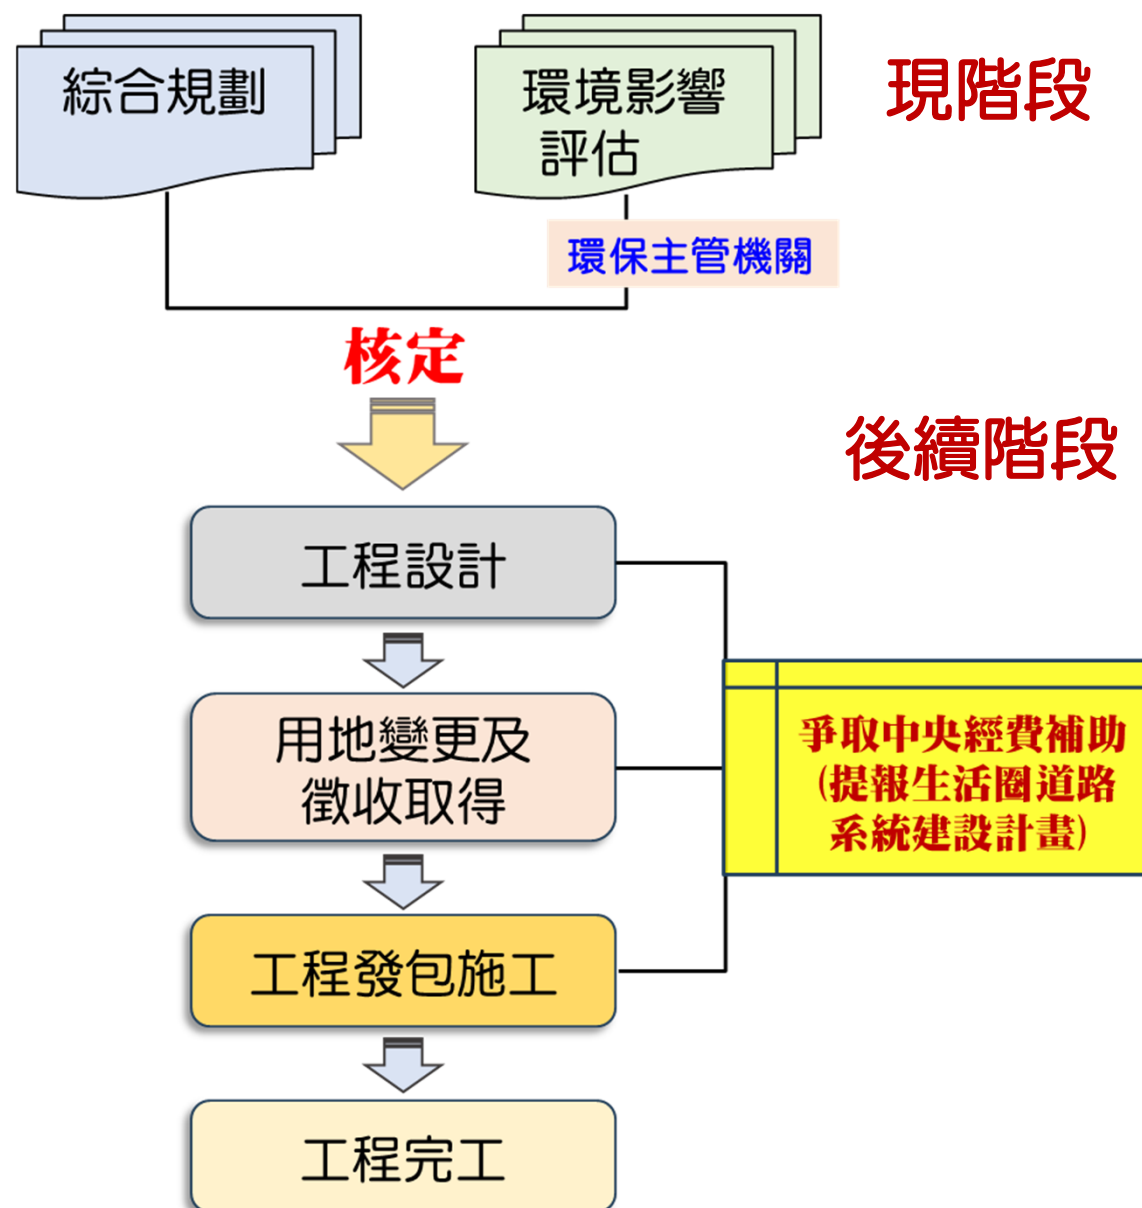 綜合規劃
環境影響
評估
現階段
環保主管機關
核定
後續階段
工程設計
用地變更及
徵收取得
爭取中央經費補助
(提報生活圈道路
系統建設計畫)
工程發包施工
工程完工